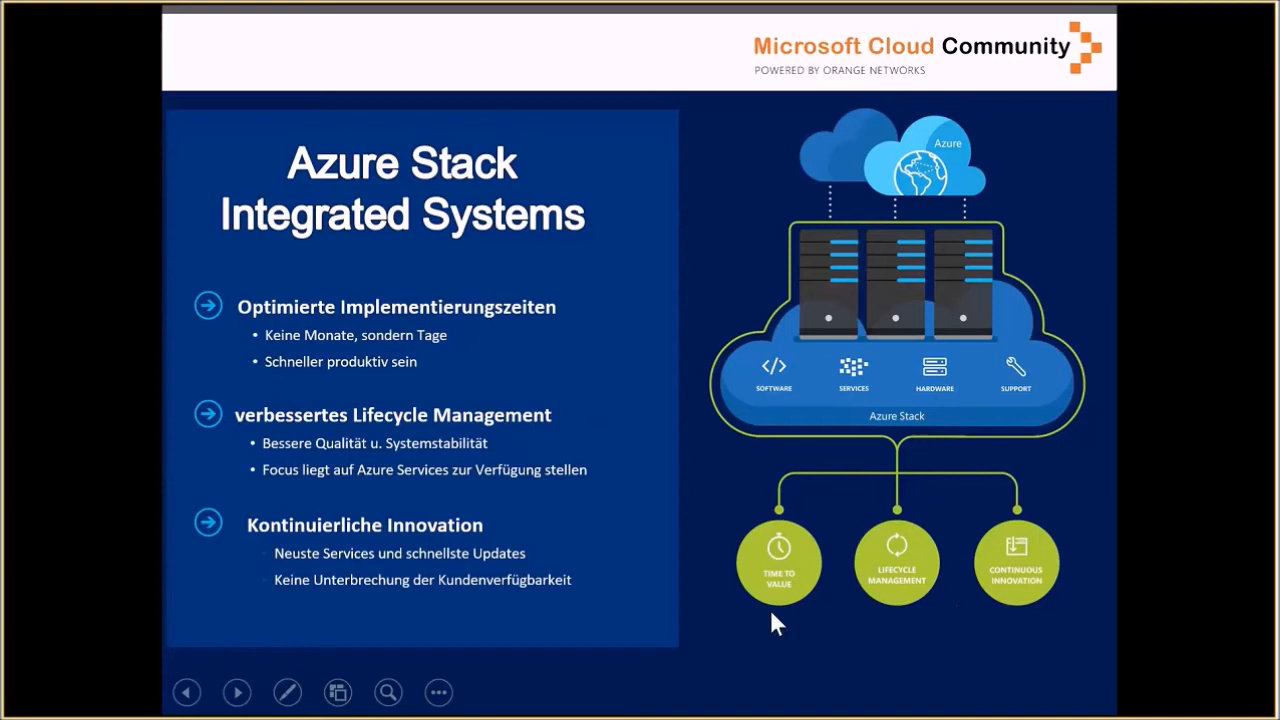 Microsoft Cloud Community
POWERED BY ORANGE NETWORKS
Azure Stack
Integrated Systems
Optimierte Implementierungszeiten
• Keine Monate, sondern Tage
• Schneller produktiv sein
verbessertes Lifecycle Management
• Bessere Qualität u. Systemstabilität
• Focus liegt auf Azure Services zur Verfügung stellen
Kontinuierliche Innovation
Neuste Services und schnellste Updates
Keine Unterbrechung der Kundenverfügbarkeit
Azure
SOFTWARE
SERVICES
HARDWARE
SUPPORT
Azure Stack
TIME TO
VALUE
LIFECYCLE
MANAGEMENT
CONTINUOUS
INNOVATION